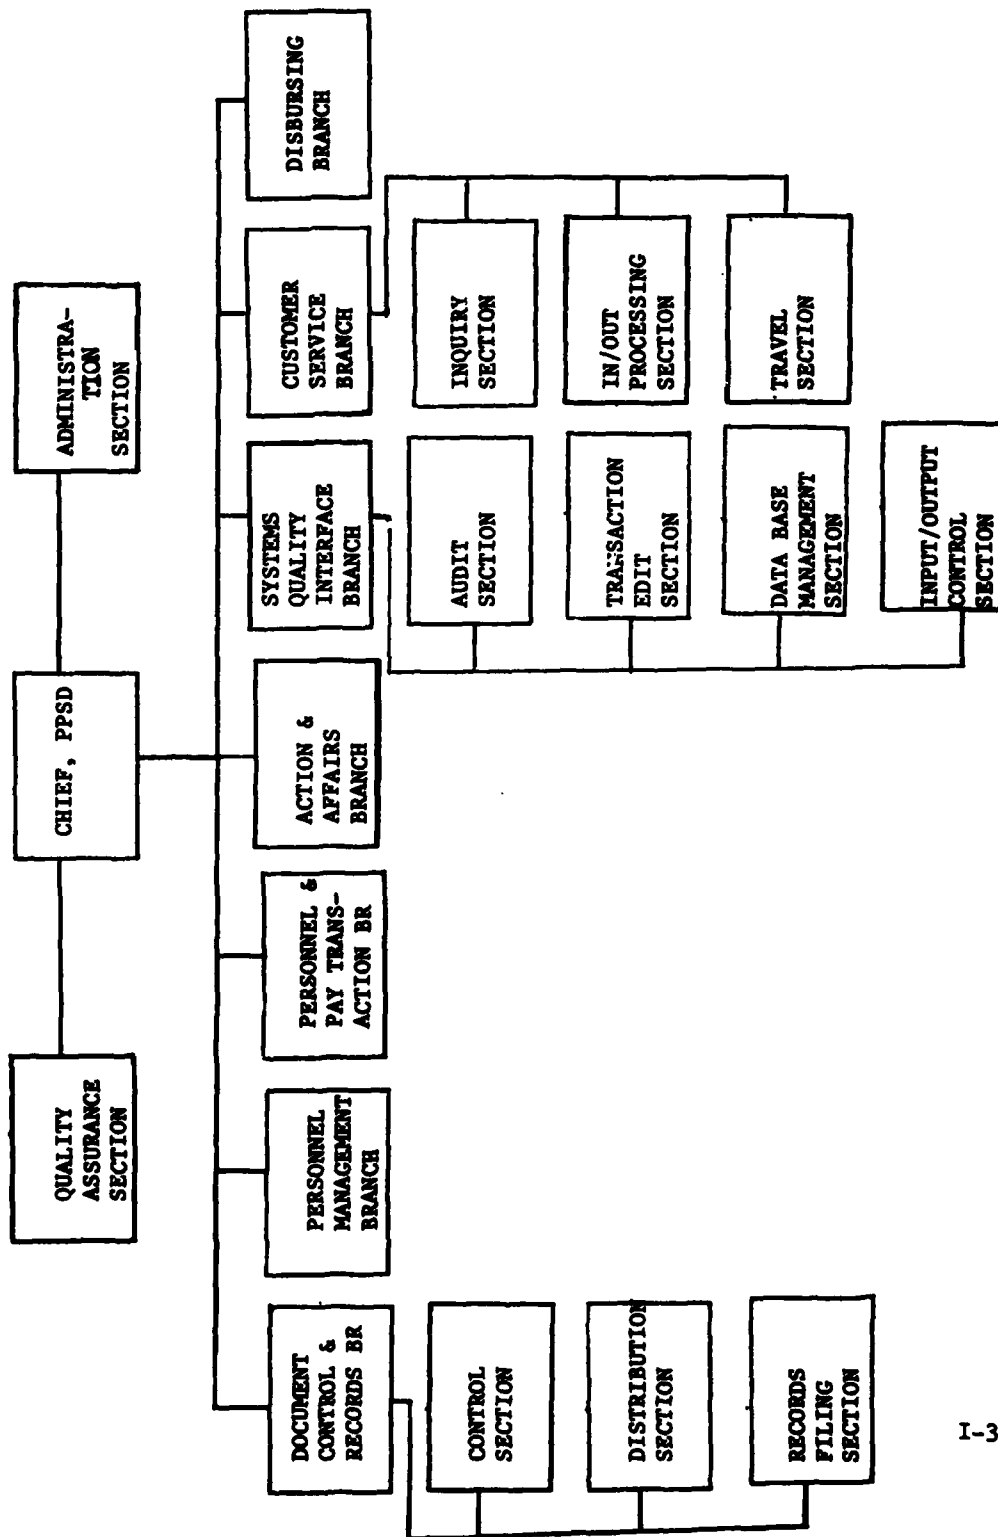 QUALITY
ASSURANCE
SECTION
CHIEF, PPSD
ADMINISTRA-
TION
SECTION
DOCUMENT
CONTROL &
RECORDS BR
PERSONNEL
MANAGEMENT
BRANCH
PERSONNEL &
PAY TRANS-
ACTION BR
ACTION &
AFFAIRS
BRANCH
SYSTEMS
QUALITY
INTERFACE
BRANCH
CUSTOMER
SERVICE
BRANCH
DISBURSING
BRANCH
CONTROL
SECTION
DISTRIBUTION
SECTION
RECORDS
FILING
SECTION
AUDIT
SECTION
TRANSACTION
EDIT
SECTION
DATA BASE
MANAGEMENT
SECTION
INPUT/OUTPUT
CONTROL
SECTION
INQUIRY
SECTION
IN/OUT
PROCESSING
SECTION
TRAVEL
SECTION
I-3